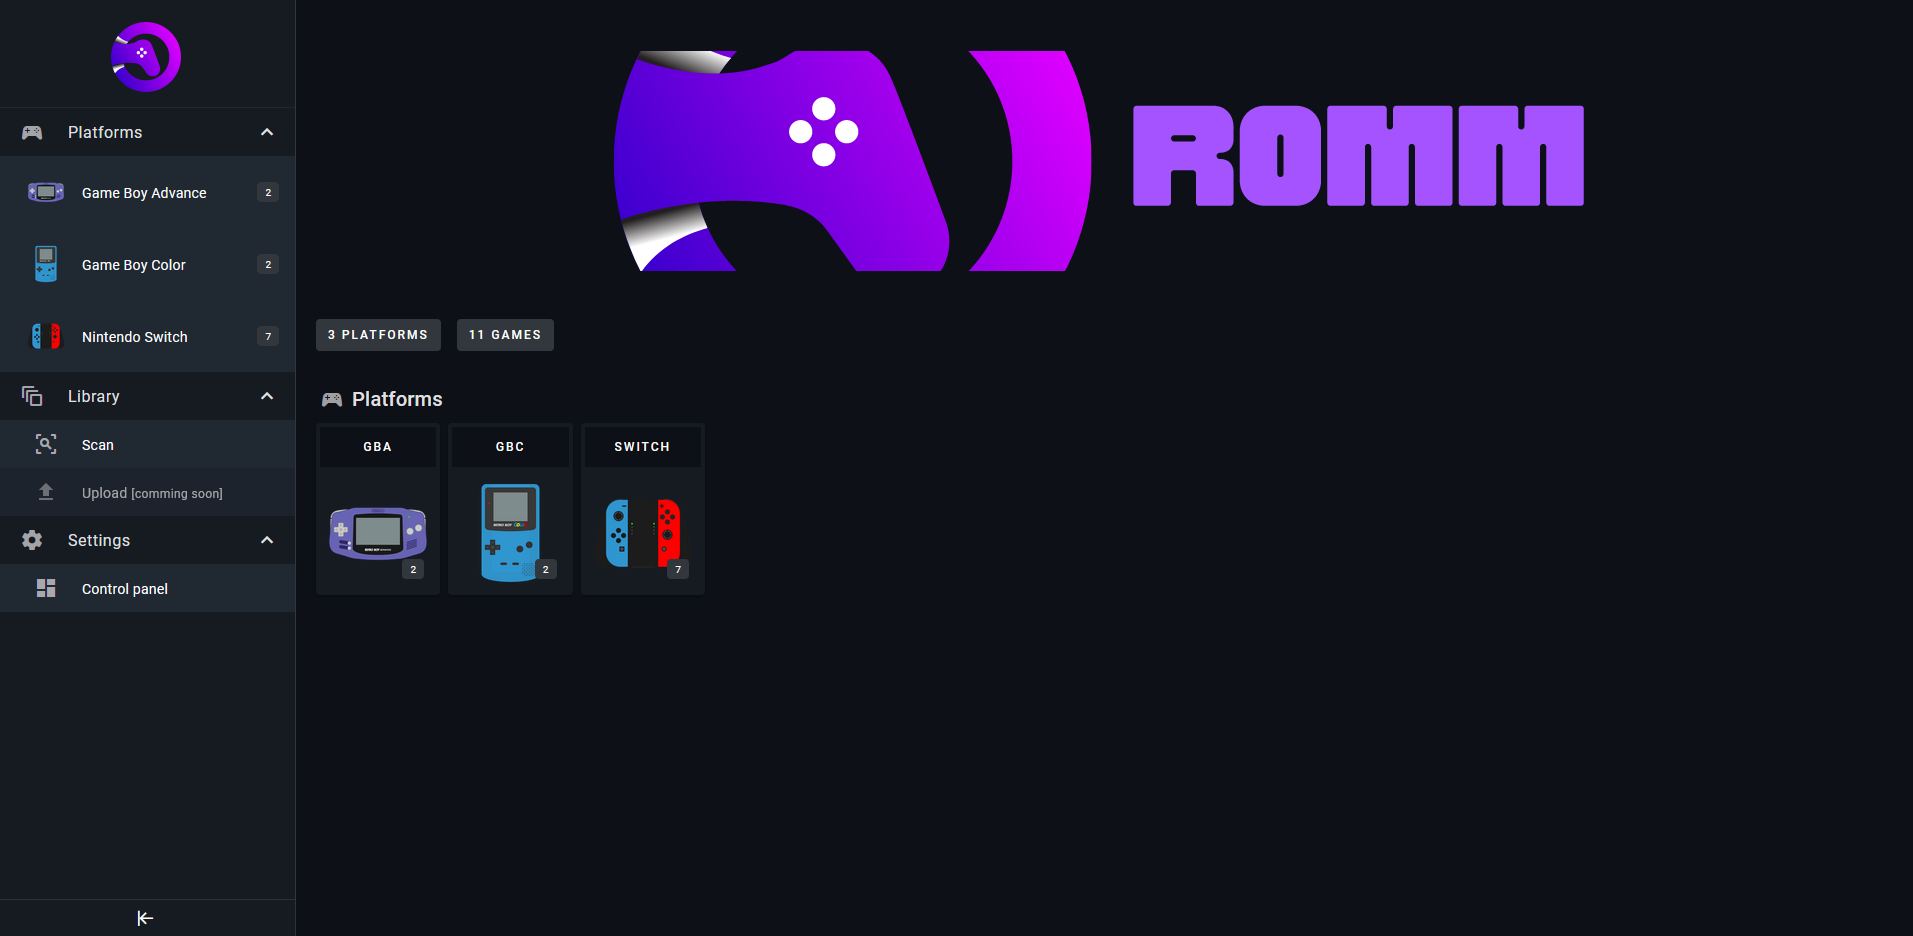 Platforms
Game Boy Advance 2
Game Boy Color 2
Nintendo Switch 7
Library
Scan
Upload [comming soon]
Settings
Control panel
ROMM
3 PLATFORMS 11 GAMES
Platforms
GBA GBC SWITCH
2 2 7